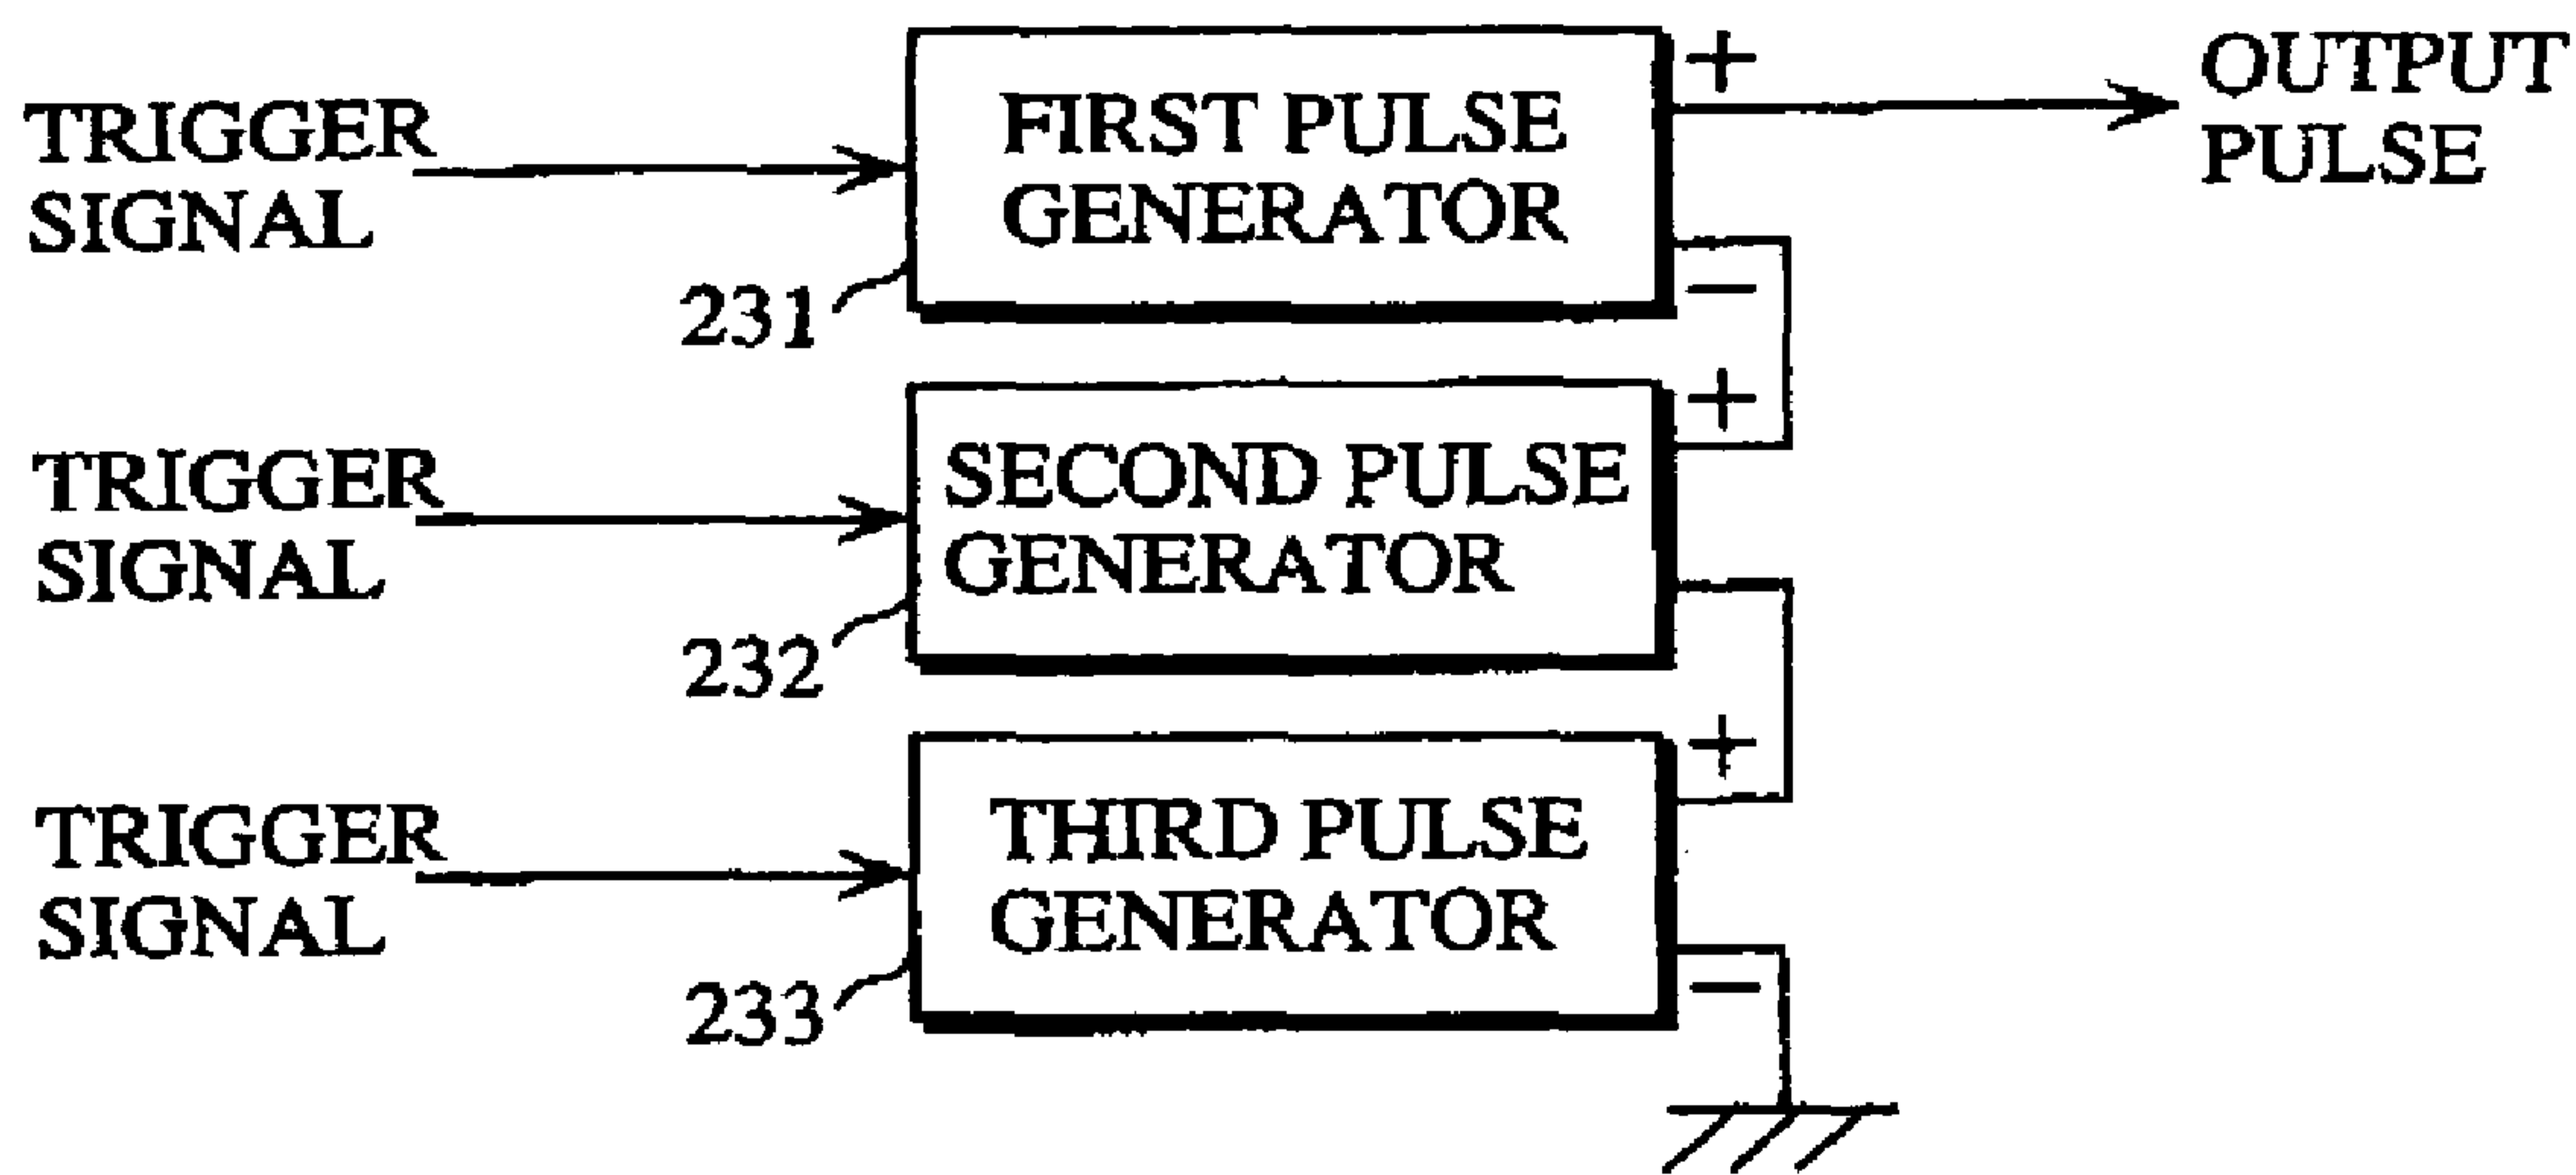 TRIGGER
SIGNAL
231
FIRST PULSE
GENERATOR
+
−
OUTPUT
PULSE
TRIGGER
SIGNAL
232
SECOND PULSE
GENERATOR
+
TRIGGER
SIGNAL
233
THIRD PULSE
GENERATOR
+
−